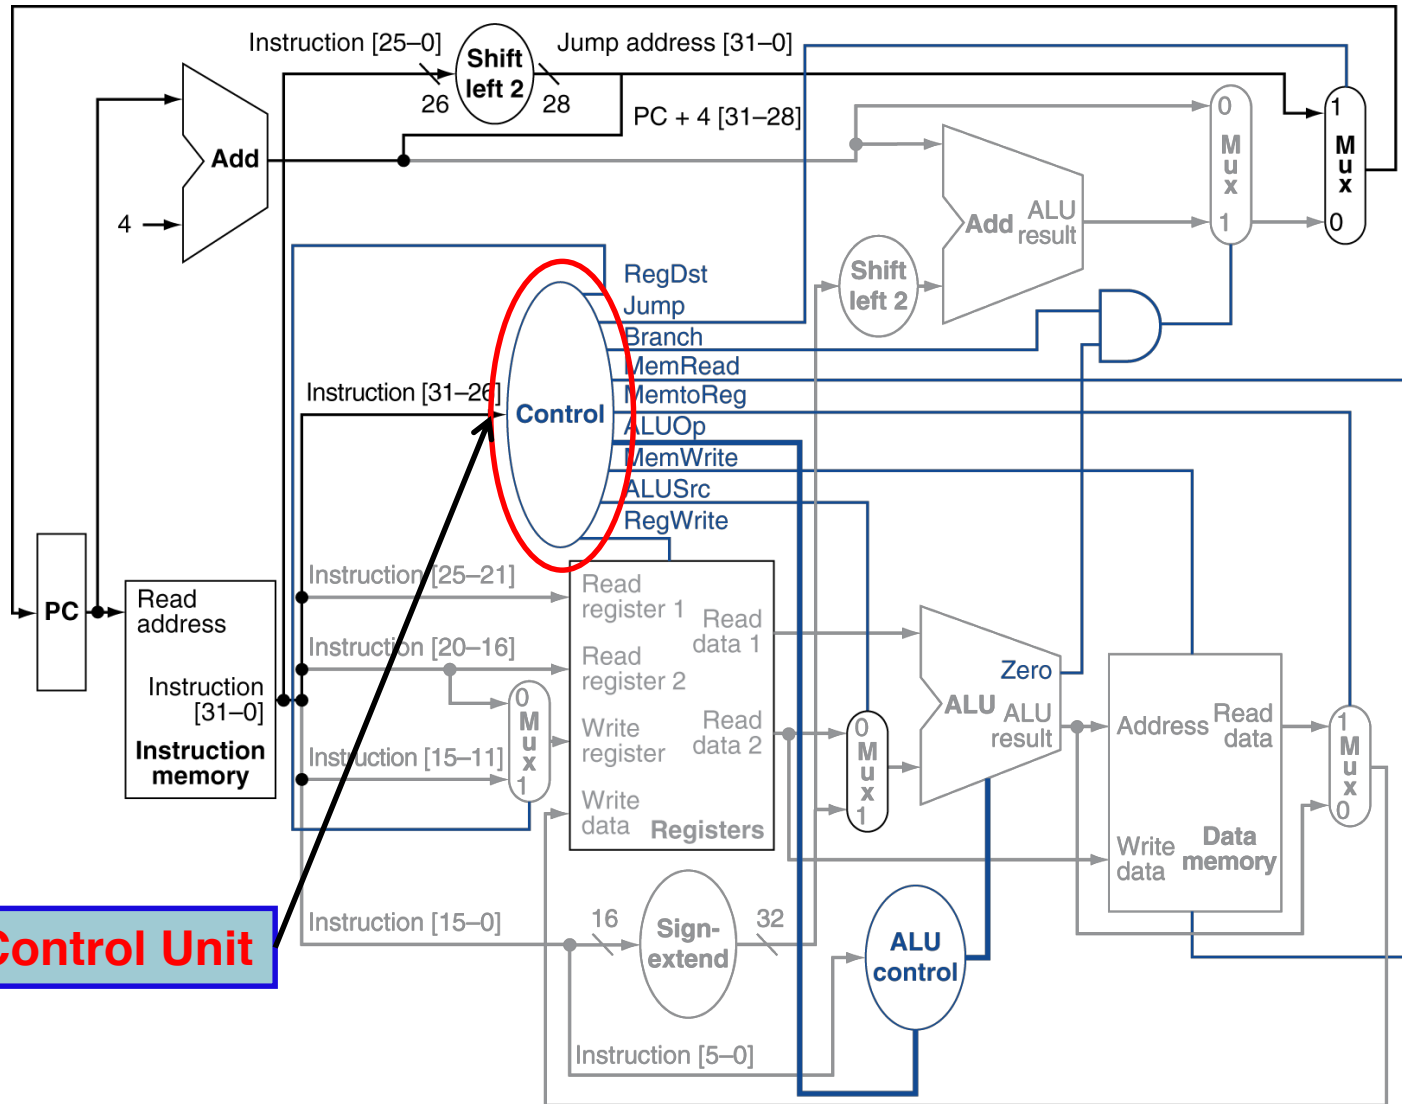 Instruction [25–0]
Shift
left 2
Jump address [31–0]
26
28
PC + 4 [31–28]
Add
4
0
M
u
x
1
1
M
u
x
0
Add
ALU
result
Shift
left 2
RegDst
Jump
Branch
MemRead
MemtoReg
ALUOp
MemWrite
ALUSrc
RegWrite
Instruction [31–26]
Control
PC
Read
address
Instruction
[31–0]
Instruction
memory
Instruction [25–21]
Instruction [20–16]
Instruction [15–11]
0
M
u
x
1
Read
register 1
Read
register 2
Write
register
Write
data
Read
data 1
Read
data 2
Registers
0
M
u
x
1
Zero
ALU
ALU
result
Address
Read
data
Write
data
Data
memory
1
M
u
x
0
Control Unit
Instruction [15–0]
16
Sign-
extend
32
ALU
control
Instruction [5–0]